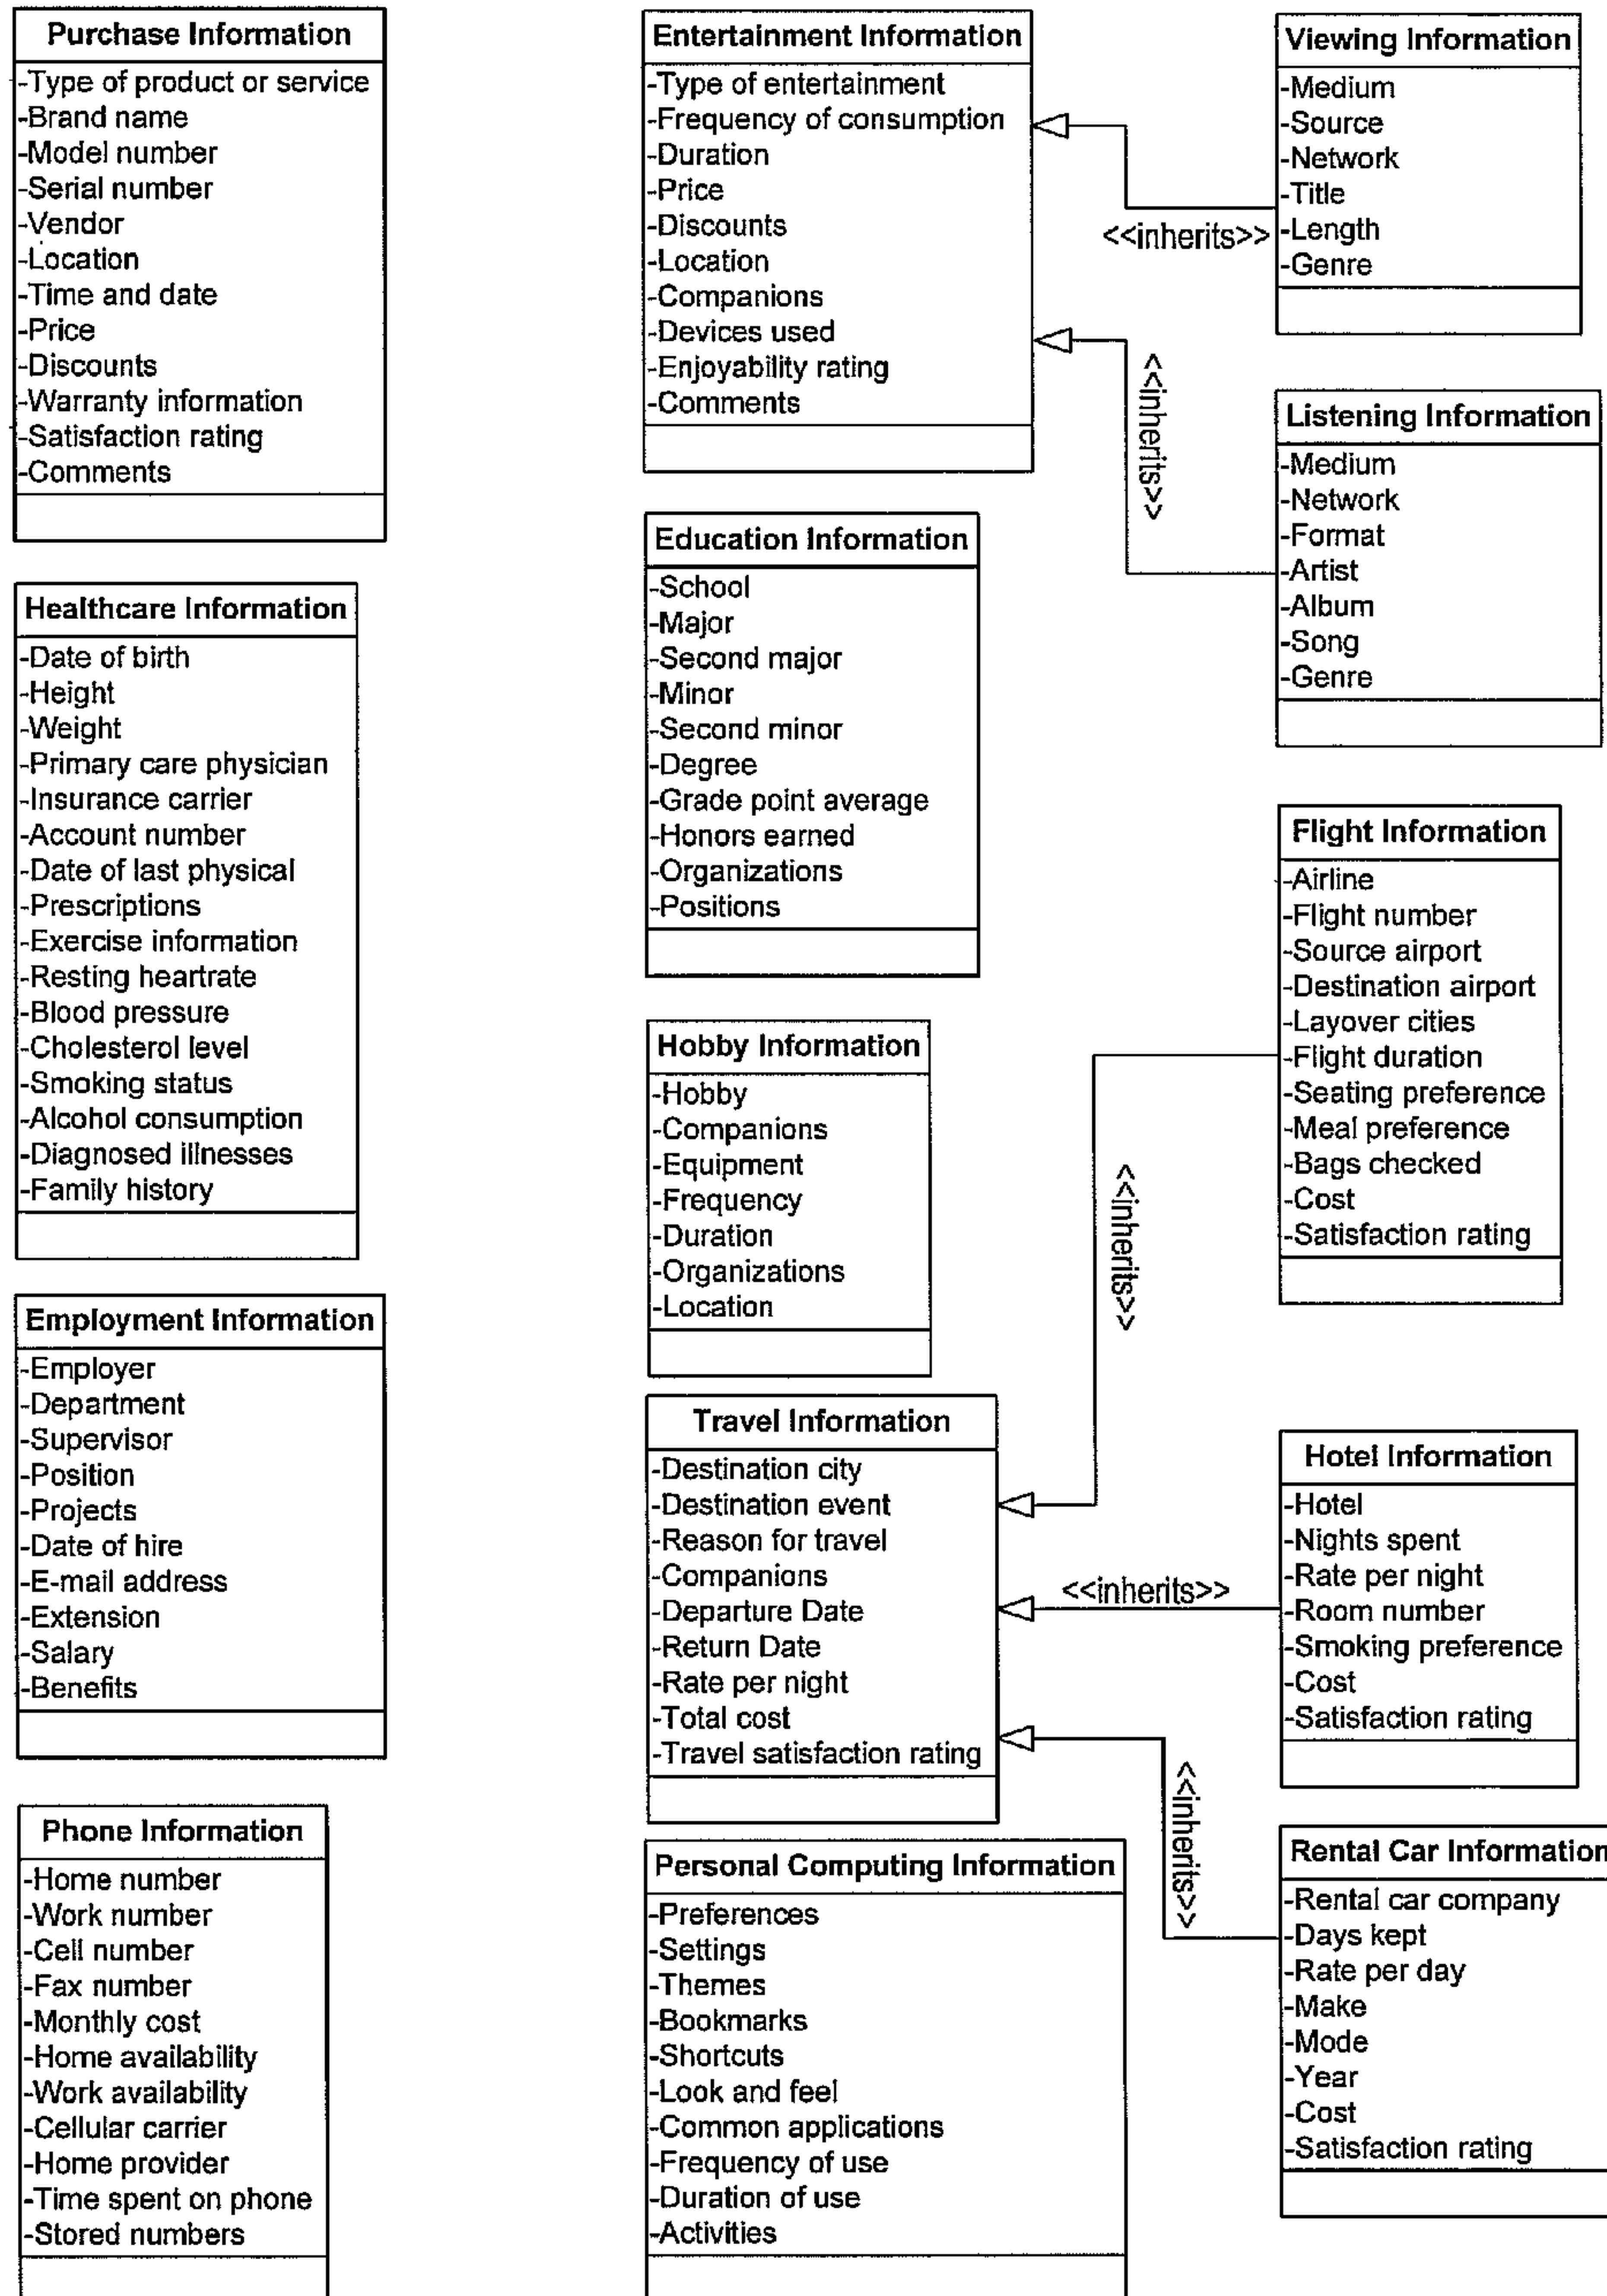 Purchase Information
-Type of product or service
-Brand name
-Model number
-Serial number
-Vendor
-Location
-Time and date
-Price
-Discounts
-Warranty information
-Satisfaction rating
-Comments
Healthcare Information
-Date of birth
-Height
-Weight
-Primary care physician
-Insurance carrier
-Account number
-Date of last physical
-Prescriptions
-Exercise information
-Resting heartrate
-Blood pressure
-Cholesterol level
-Smoking status
-Alcohol consumption
-Diagnosed illnesses
-Family history
Employment Information
-Employer
-Department
-Supervisor
-Position
-Projects
-Date of hire
-E-mail address
-Extension
-Salary
-Benefits
Phone Information
-Home number
-Work number
-Cell number
-Fax number
-Monthly cost
-Home availability
-Work availability
-Cellular carrier
-Home provider
-Time spent on phone
-Stored numbers
Entertainment Information
-Type of entertainment
-Frequency of consumption
-Duration
-Price
-Discounts
-Location
-Companions
-Devices used
-Enjoyability rating
-Comments
Education Information
-School
-Major
-Second major
-Minor
-Second minor
-Degree
-Grade point average
-Honors earned
-Organizations
-Positions
Hobby Information
-Hobby
-Companions
-Equipment
-Frequency
-Duration
-Organizations
-Location
Travel Information
-Destination city
-Destination event
-Reason for travel
-Companions
-Departure Date
-Return Date
-Rate per night
-Total cost
-Travel satisfaction rating
Personal Computing Information
-Preferences
-Settings
-Themes
-Bookmarks
-Shortcuts
-Look and feel
-Common applications
-Frequency of use
-Duration of use
-Activities
<<inherits>>
<<inherits>>
<<inherits>>
<<inherits>>
<<inherits>>
Viewing Information
-Medium
-Source
-Network
-Title
-Length
-Genre
Listening Information
-Medium
-Network
-Format
-Artist
-Album
-Song
-Genre
Flight Information
-Airline
-Flight number
-Source airport
-Destination airport
-Layover cities
-Flight duration
-Seating preference
-Meal preference
-Bags checked
-Cost
-Satisfaction rating
Hotel Information
-Hotel
-Nights spent
-Rate per night
-Room number
-Smoking preference
-Cost
-Satisfaction rating
Rental Car Information
-Rental car company
-Days kept
-Rate per day
-Make
-Mode
-Year
-Cost
-Satisfaction rating